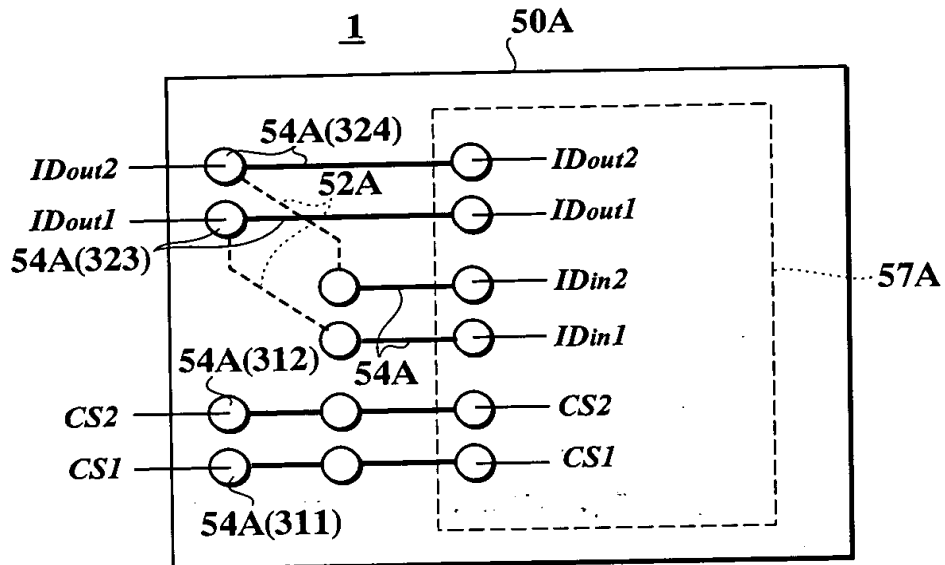 1
50A
54A(324)
IDout2
IDout2
52A
IDout1
IDout1
54A(323)
IDin2
57A
IDin1
54A(312)
54A
CS2
CS2
CS1
CS1
54A(311)